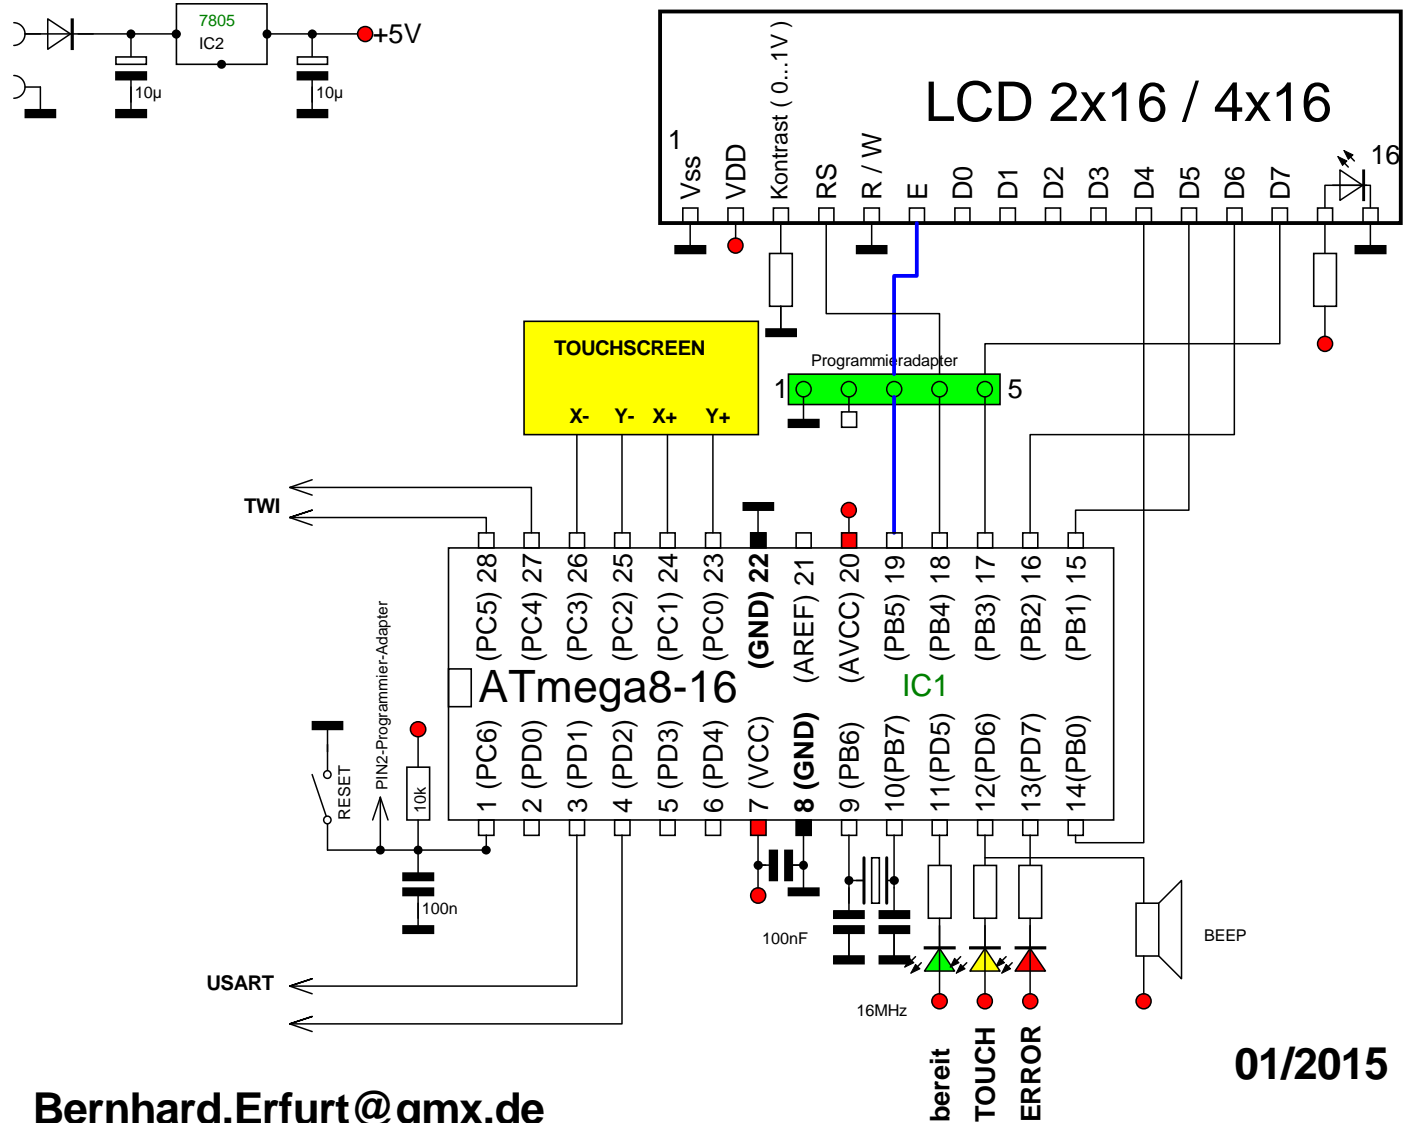 7805
IC2
+5V
10µ
10µ
LCD 2x16 / 4x16
1
16
Vss
VDD
Kontrast ( 0...1V)
RS
R / W
E
D0
D1
D2
D3
D4
D5
D6
D7
TOUCHSCREEN
X- Y- X+ Y+
Programmieradapter
1
5
TWI
(PC5) 28
(PC4) 27
(PC3) 26
(PC2) 25
(PC1) 24
(PC0) 23
(GND) 22
(AREF) 21
(AVCC) 20
(PB5) 19
(PB4) 18
(PB3) 17
(PB2) 16
(PB1) 15
ATmega8-16
IC1
1 (PC6)
2 (PD0)
3 (PD1)
4 (PD2)
5 (PD3)
6 (PD4)
7 (VCC)
8 (GND)
9 (PB6)
10(PB7)
11(PD5)
12(PD6)
13(PD7)
14(PB0)
RESET
PIN2-Programmier-Adapter
10k
100n
100nF
16MHz
BEEP
USART
bereit
TOUCH
ERROR
01/2015
Bernhard.Erfurt@gmx.de